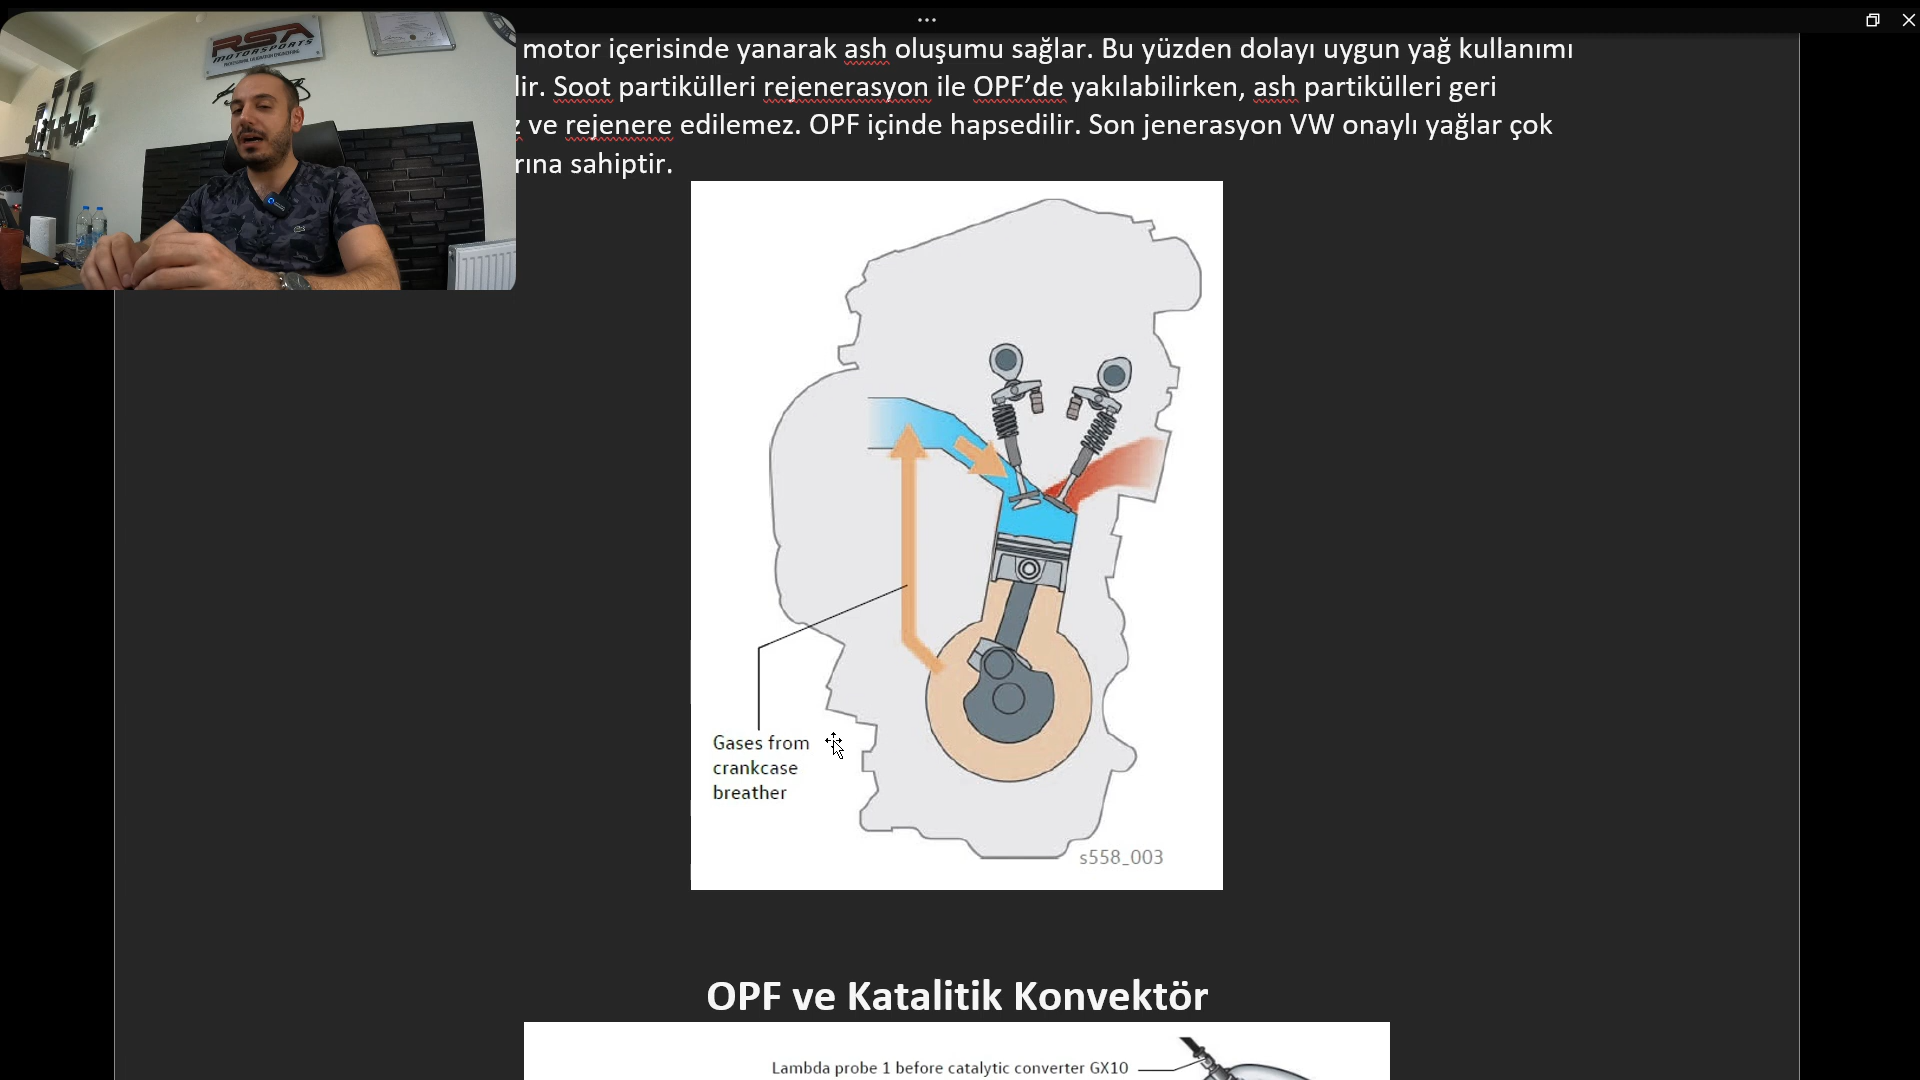 RSA
MOTORSPORTS
motor içerisinde yanarak ash oluşumu sağlar. Bu yüzden dolayı uygun yağ kullanımı
lir. Soot partikülleri rejenerasyon ile OPF’de yakılabilirken, ash partikülleri geri
z ve rejenere edilemez. OPF içinde hapsedilir. Son jenerasyon VW onaylı yağlar çok
rına sahiptir.
Gases from
crankcase
breather
s558_003
OPF ve Katalitik Konvektör
Lambda probe 1 before catalytic converter GX10